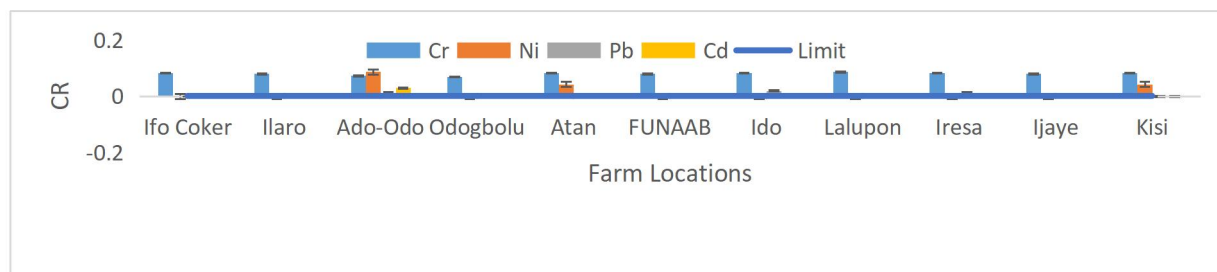 0.2
Cr Ni Pb Cd Limit
CR
0
Ifo Coker Ilaro Ado-Odo Odogbolu Atan FUNAAB Ido Lalupon Iresa Ijaye Kisi
-0.2
Farm Locations